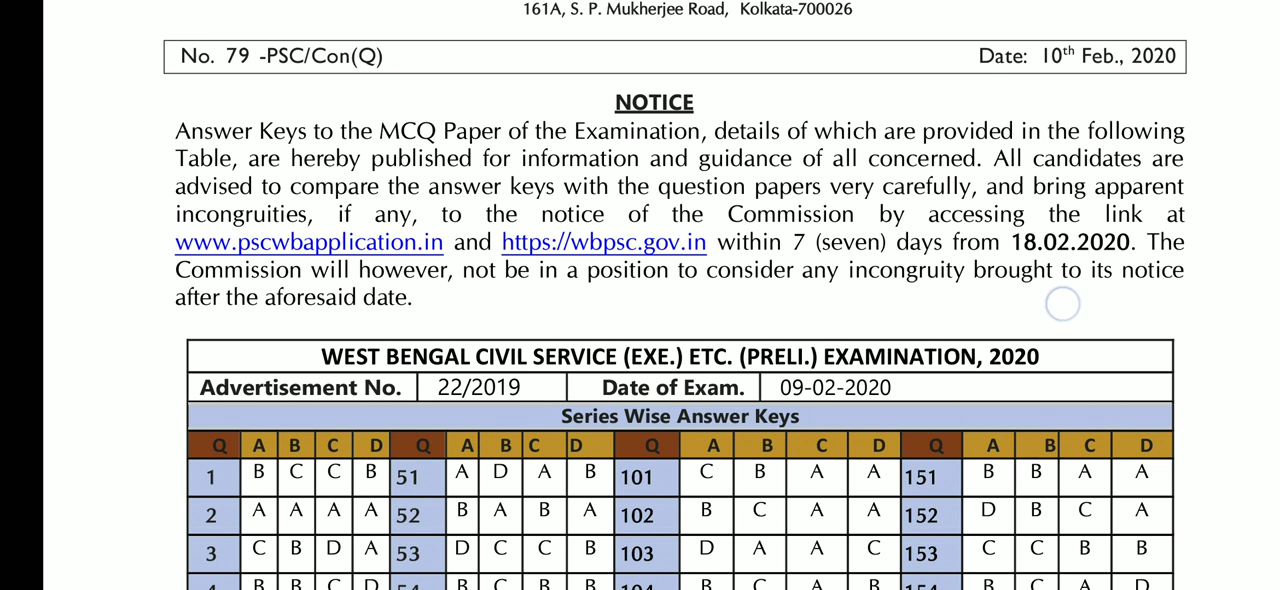 161A, S. P. Mukherjee Road, Kolkata-700026
No. 79 -PSC/Con(Q) Date: 10th Feb., 2020
NOTICE
Answer Keys to the MCQ Paper of the Examination, details of which are provided in the following
Table, are hereby published for information and guidance of all concerned. All candidates are
advised to compare the answer keys with the question papers very carefully, and bring apparent
incongruities, if any, to the notice of the Commission by accessing the link at
www.pscwbapplication.in and https://wbpsc.gov.in within 7 (seven) days from 18.02.2020. The
Commission will however, not be in a position to consider any incongruity brought to its notice
after the aforesaid date.
WEST BENGAL CIVIL SERVICE (EXE.) ETC. (PRELI.) EXAMINATION, 2020
Advertisement No. 22/2019 Date of Exam. 09-02-2020
Series Wise Answer Keys
Q A B C D Q A B C D Q A B C D Q A B C D
1 B C C B 51 A D A B 101 C B A A 151 B B A A
2 A A A A 52 B A B A 102 B C A A 152 D B C A
3 C B D A 53 D C C B 103 D A A C 153 C C B B
4 B B C D 54 B C B B 104 B C A B 154 B C A D